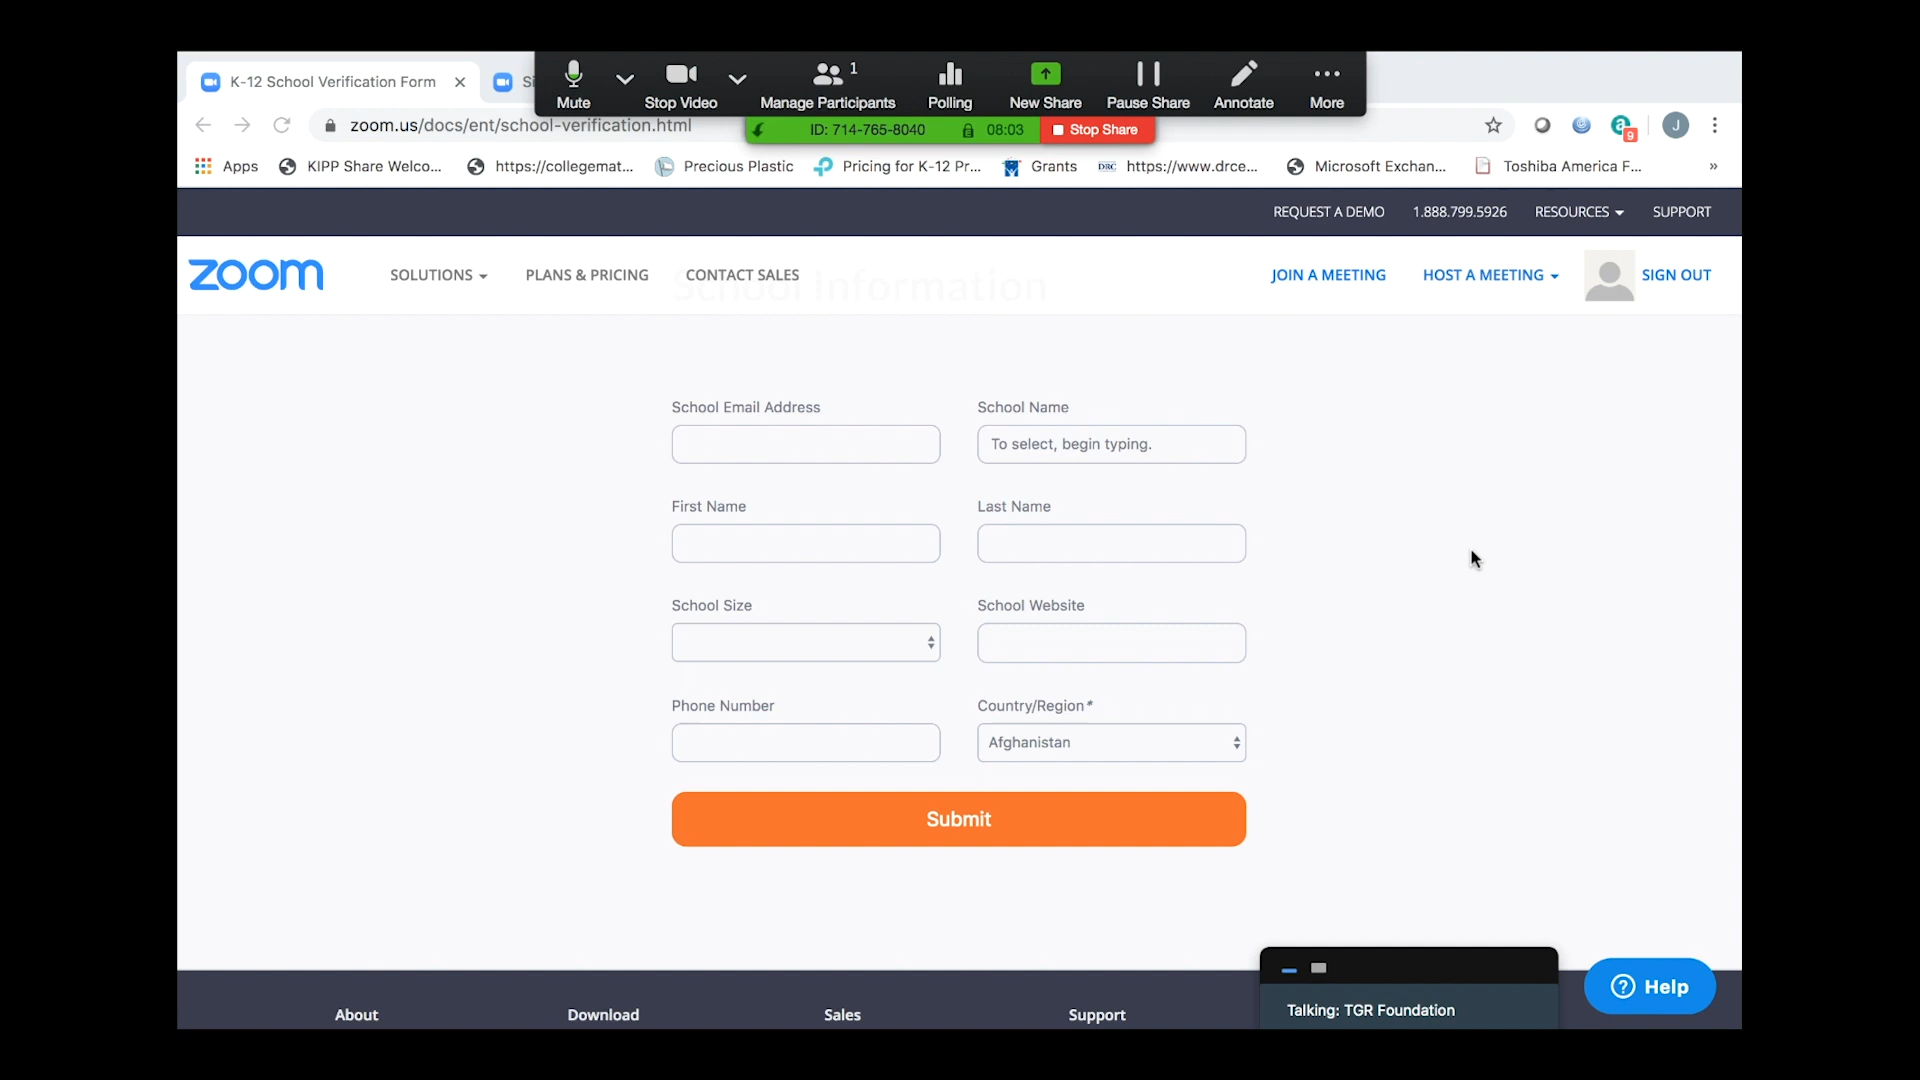 K-12 School Verification Form
Si
1
Mute
Stop Video
Manage Participants
Polling
New Share
Pause Share
Annotate
More
zoom.us/docs/ent/school-verification.html
ID: 714-765-8040
08:03
Stop Share
9
J
Apps
KIPP Share Welco...
https://collegemat...
Precious Plastic
Pricing for K-12 Pr...
Grants
DRC
https://www.drce...
Microsoft Exchan...
Toshiba America F...
»
REQUEST A DEMO
1.888.799.5926
RESOURCES
SUPPORT
zoom
SOLUTIONS
PLANS & PRICING
CONTACT SALES
School Information
JOIN A MEETING
HOST A MEETING
SIGN OUT
School Email Address
School Name
To select, begin typing.
First Name
Last Name
School Size
School Website
Phone Number
Country/Region*
Afghanistan
Submit
About
Download
Sales
Support
Talking: TGR Foundation
? Help